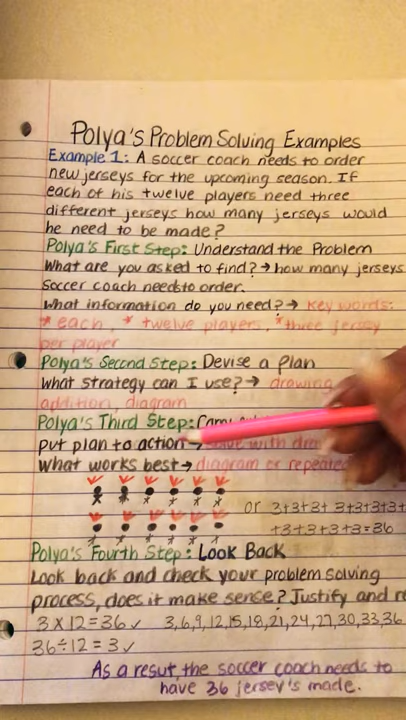 Polya's Problem Solving Examples
Example 1: A soccer coach needs to order
new jerseys for the upcoming season. If
each of his twelve players need three
different jerseys how many jerseys would
he need to be made?
Polya's First Step: Understand the Problem
What are you asked to find? → how many jerseys
soccer coach needs to order.
What information do you need? → Key words:
* each, * twelve players, * three jersey
per player
Polya's Second Step: Devise a Plan
What strategy can I use? → drawing
addition, diagram
Polya's Third Step:
put plan to action → with
What works best → diagram or repeated
or 3+3+3+3+3+3+3+
+3+3+3+3+3=36
Polya's Fourth Step: Look Back
Look back and check your problem solving
process, does it make sense? Justify and
3 x 12 = 36 ✓ 3,6,9,12,15,18,21,24,27,30,33,36
36 ÷ 12 = 3 ✓
As a resut, the soccer coach needs to
have 36 jersey's made.